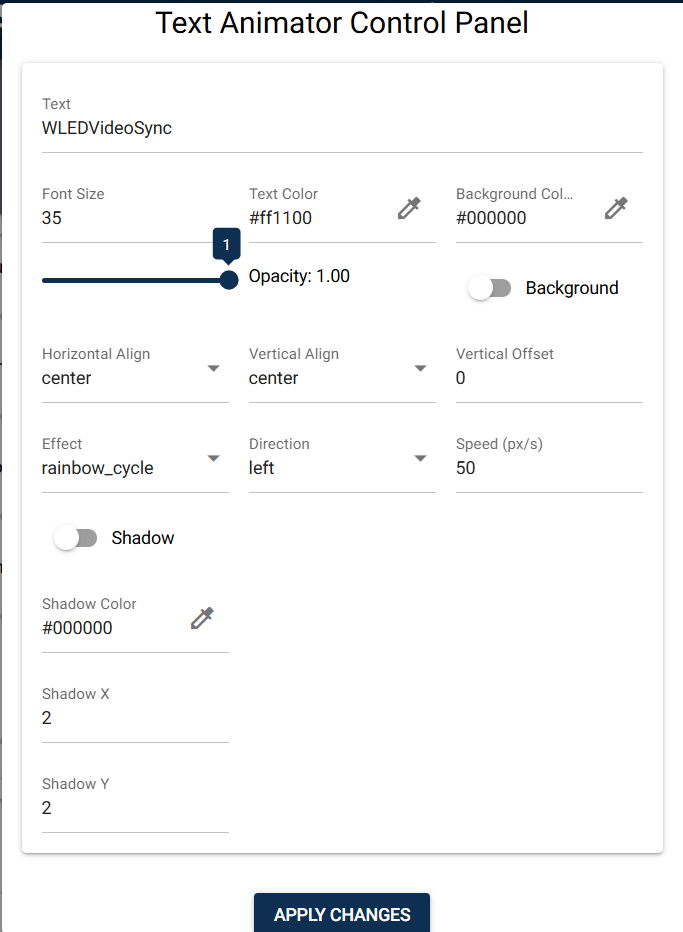 Text Animator Control Panel
Text
WLEDVideoSync
Font Size
35
Text Color
#ff1100
Background Col...
#000000
1
Opacity: 1.00
Background
Horizontal Align
center
Vertical Align
center
Vertical Offset
0
Effect
rainbow_cycle
Direction
left
Speed (px/s)
50
Shadow
Shadow Color
#000000
Shadow X
2
Shadow Y
2
APPLY CHANGES